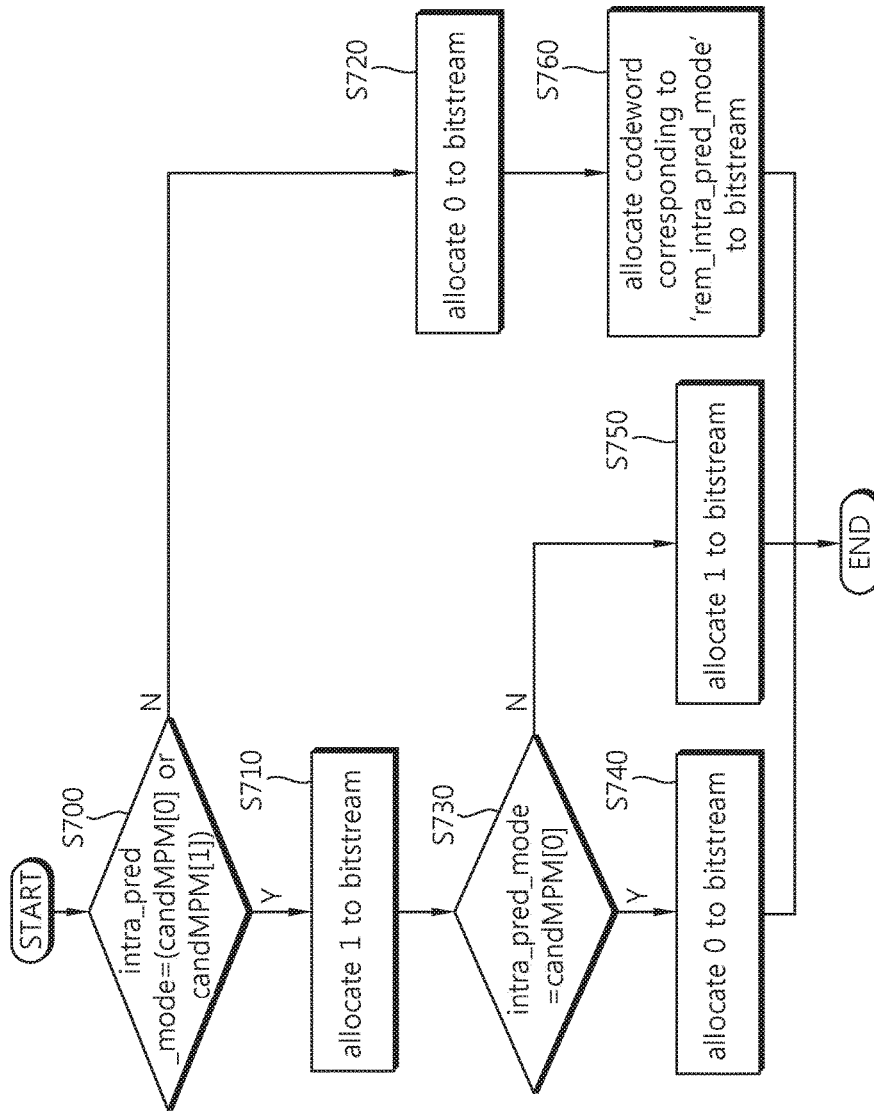 START
S700
intra_pred
_mode=(candMPM[0] or
candMPM[1])
N
Y
S710
allocate 1 to bitstream
S720
allocate 0 to bitstream
S730
intra_pred_mode
=candMPM[0]
N
Y
S740
allocate 0 to bitstream
S750
allocate 1 to bitstream
S760
allocate codeword
corresponding to
‘rem_intra_pred_mode’
to bitstream
END